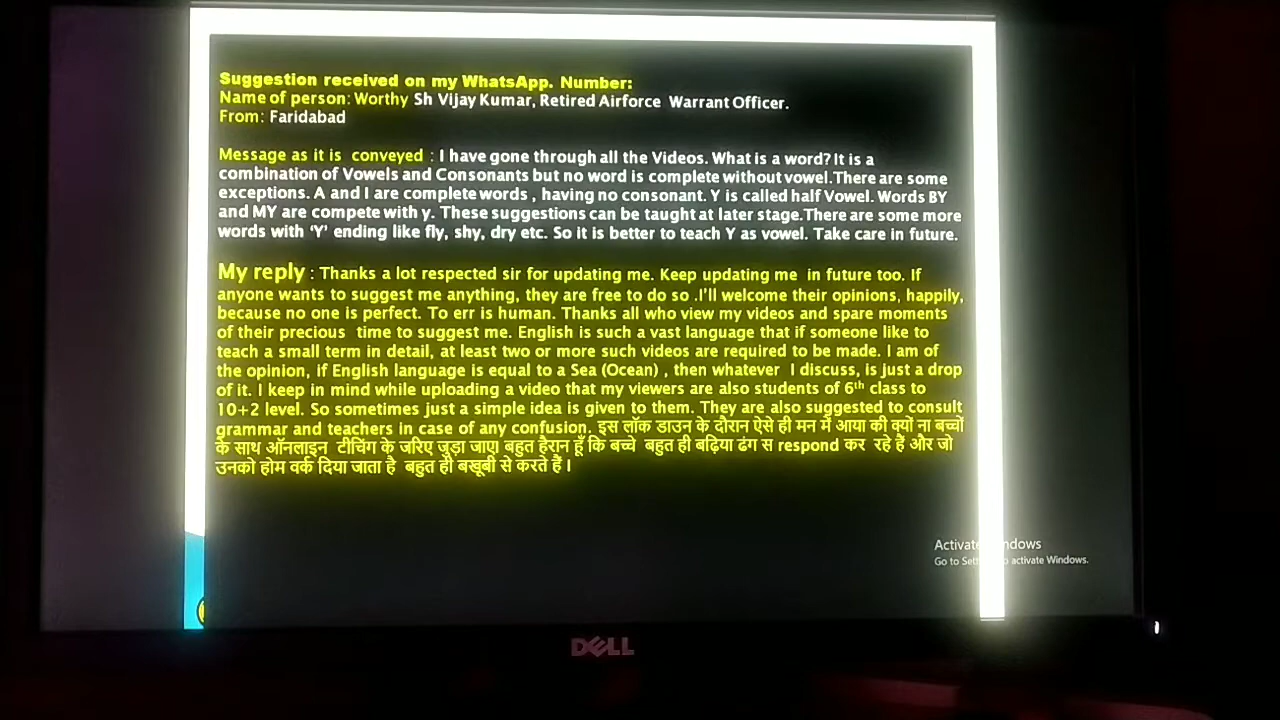 Suggestion received on my WhatsApp. Number:
Name of person: Worthy Sh Vijay Kumar, Retired Airforce Warrant Officer.
From: Faridabad
Message as it is conveyed : I have gone through all the Videos. What is a word? It is a
combination of Vowels and Consonants but no word is complete without vowel.There are some
exceptions. A and I are complete words , having no consonant. Y is called half Vowel. Words BY
and MY are compete with y. These suggestions can be taught at later stage.There are some more
words with ‘Y’ ending like fly, shy, dry etc. So it is better to teach Y as vowel. Take care in future.
My reply : Thanks a lot respected sir for updating me. Keep updating me in future too. If
anyone wants to suggest me anything, they are free to do so .I’ll welcome their opinions, happily,
because no one is perfect. To err is human. Thanks all who view my videos and spare moments
of their precious time to suggest me. English is such a vast language that if someone like to
teach a small term in detail, at least two or more such videos are required to be made. I am of
the opinion, if English language is equal to a Sea (Ocean) , then whatever I discuss, is just a drop
of it. I keep in mind while uploading a video that my viewers are also students of 6th class to
10+2 level. So sometimes just a simple idea is given to them. They are also suggested to consult
grammar and teachers in case of any confusion. इस लॉक डाउन के दौरान ऐसे ही मन में आया की क्यों ना बच्चों
के साथ ऑनलाइन टीचिंग के जरिए जुड़ा जाए। बहुत हैरान हूँ कि बच्चे बहुत ही बढ़िया ढंग स respond कर रहे हैं और जो
उनको होम वर्क दिया जाता है बहुत ही बखूबी से करते हैं ।
Activate Windows
Go to Set to activate Windows.
DELL